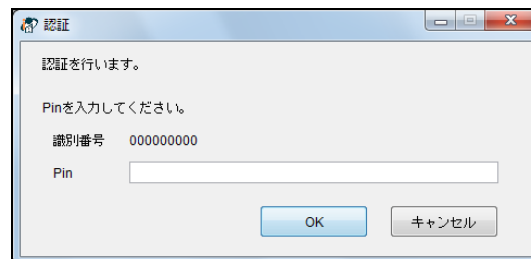 認証
認証を行います。
Pinを入力してください。
識別番号 000000000
Pin
OK キャンセル